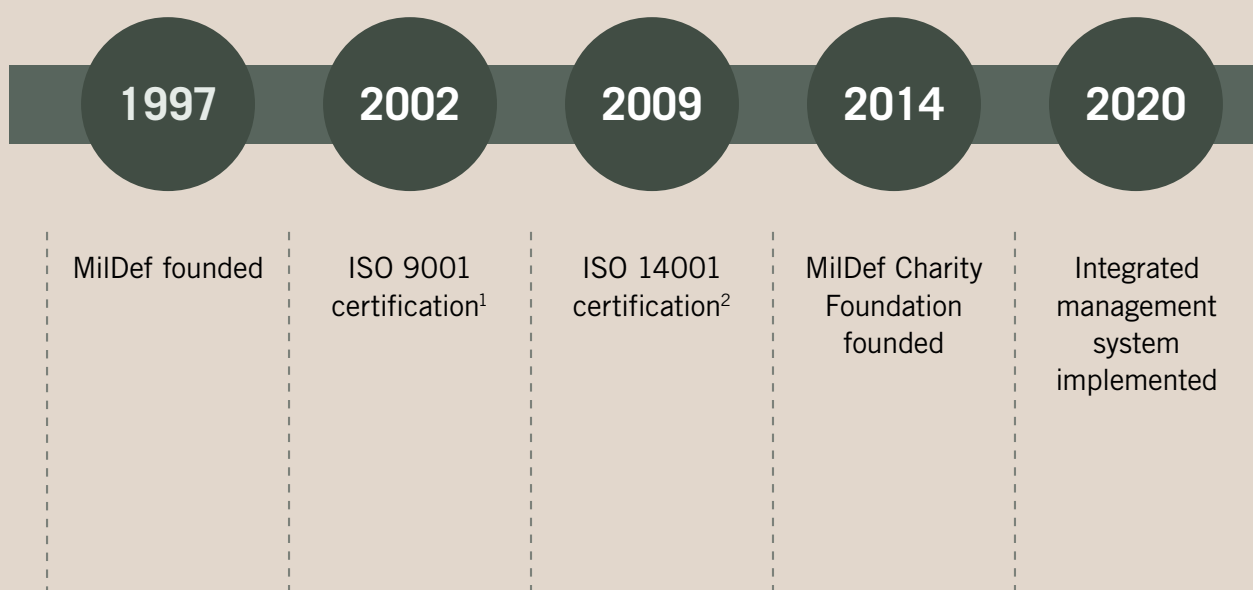 1997 2002 2009 2014 2020
MilDef founded
ISO 9001
certification¹
ISO 14001
certification²
MilDef Charity
Foundation
founded
Integrated
management
system
implemented